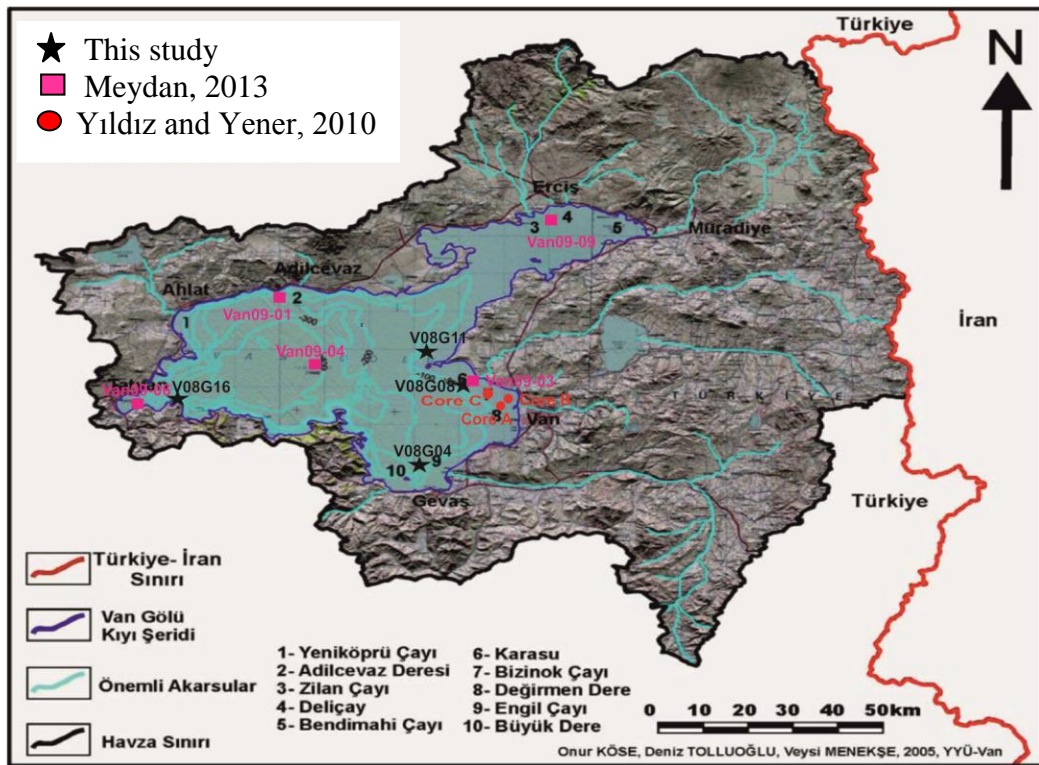 This study
Meydan, 2013
Yıldız and Yener, 2010
Türkiye
N
Erciş
3
4
5
Van09-09
Muradiye
Adilcevaz
Ahlat
2
Van09-01
1
İran
V08G11
Van09-04
V08G16
V08G08
6
Van09-03
Core C
Core B
Core A
8
Van
TÜRKİYE
V08G04
9
10
Gevaş
Türkiye
Türkiye- İran
Sınırı
Van Gölü
Kıyı Şeridi
Önemli Akarsular
Havza Sınırı
1- Yeniköprü Çayı
2- Adilcevaz Deresi
3- Zilan Çayı
4- Deliçay
5- Bendimahi Çayı
6- Karasu
7- Bizinok Çayı
8- Değirmen Dere
9- Engil Çayı
10- Büyük Dere
0 10 20 30 40 50km
Onur KÖSE, Deniz TOLLUOĞLU, Veysi MENEKŞE, 2005, YYÜ-Van